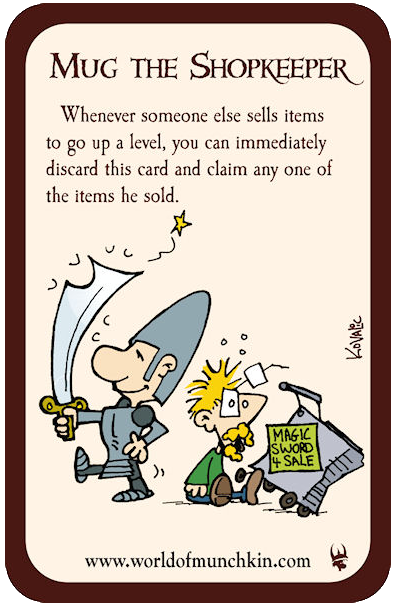 Mug the Shopkeeper
Whenever someone else sells items
to go up a level, you can immediately
discard this card and claim any one of
the items he sold.
KOVALIC
MAGIC
SWORD
4 SALE
www.worldofmunchkin.com